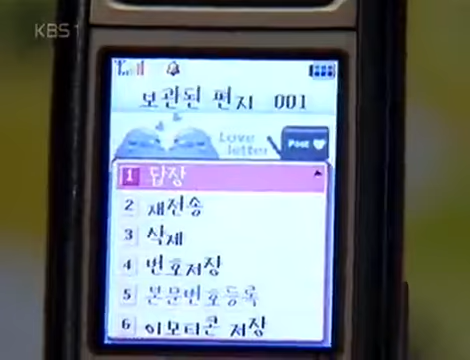 KBS 1
보관된 편지 001
Love letter
Post
1 답장
2 재전송
3 삭제
4 번호저장
5 본문번호등록
6 이모티콘 저장